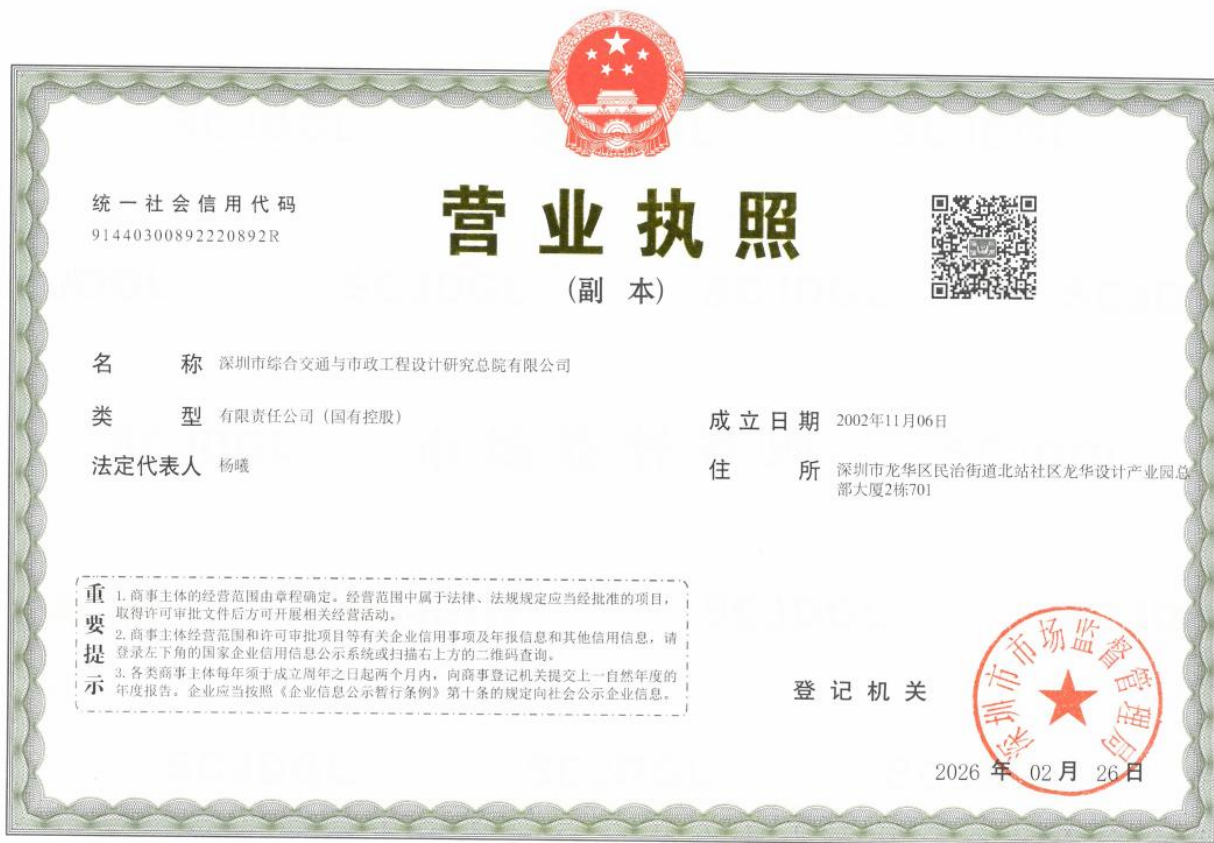 统一社会信用代码
91440300892220892R
营业执照
(副 本)
名 称 深圳市综合交通与市政工程设计研究总院有限公司
类 型 有限责任公司（国有控股）
法定代表人 杨曦
成立日期 2002年11月06日
住 所 深圳市龙华区民治街道北站社区龙华设计产业园总
部大厦2栋701
重要提示
1. 商事主体的经营范围由章程确定。经营范围中属于法律、法规规定应当经批准的项目，
取得许可审批文件后方可开展相关经营活动。
2. 商事主体经营范围和许可审批项目等有关企业信用事项及年报信息和其他信用信息，请
登录左下角的国家企业信用信息公示系统或扫描右上方的二维码查询。
3. 各类商事主体每年须于成立周年之日起两个月内，向商事登记机关提交上一自然年度的
年度报告。企业应当按照《企业信息公示暂行条例》第十条的规定向社会公示企业信息。
登记机关
深圳市市场监督管理局
2026 年 02 月 26 日